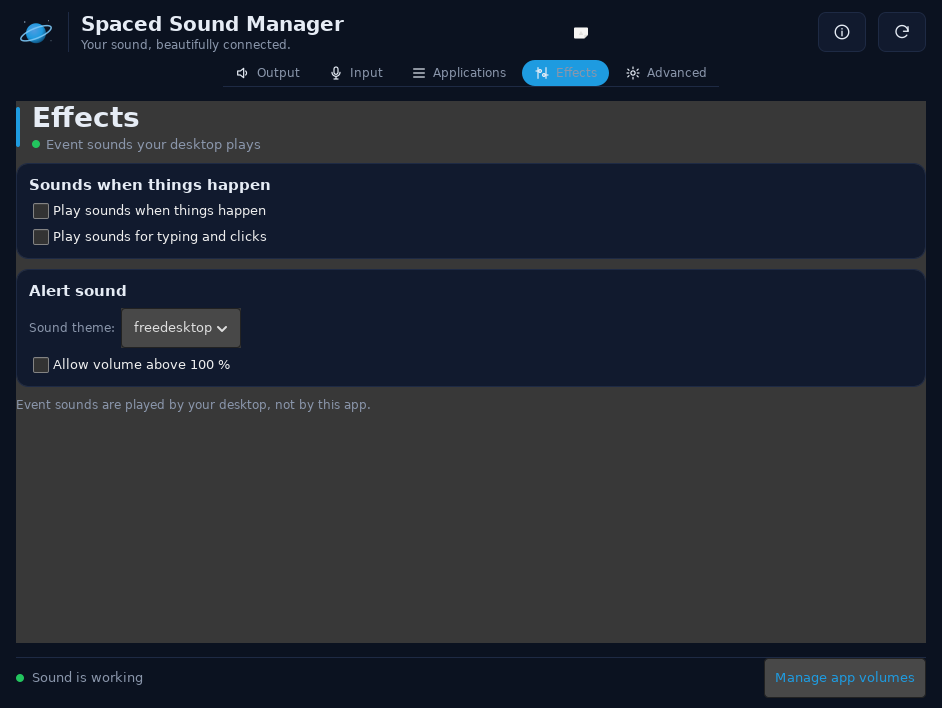 Spaced Sound Manager
Your sound, beautifully connected.
Output
Input
Applications
Effects
Advanced
Effects
Event sounds your desktop plays
Sounds when things happen
Play sounds when things happen
Play sounds for typing and clicks
Alert sound
Sound theme:
freedesktop
Allow volume above 100 %
Event sounds are played by your desktop, not by this app.
Sound is working
Manage app volumes